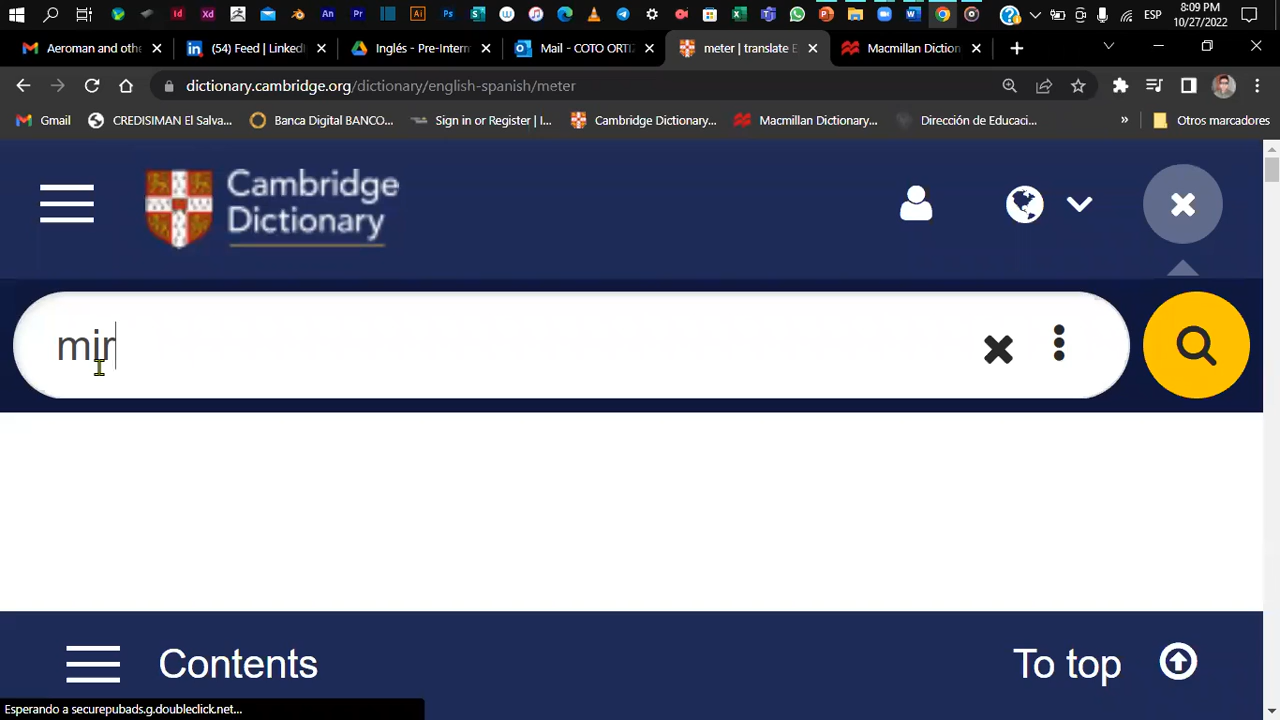 8:09 PM
ESP
10/27/2022
Aeroman and othe
(54) Feed | LinkedI
Inglés - Pre-Interm
Mail - COTO ORTI
meter | translate E
Macmillan Diction
dictionary.cambridge.org/dictionary/english-spanish/meter
Gmail
CREDISIMAN El Salva...
Banca Digital BANCO...
Sign in or Register | I...
Cambridge Dictionary...
Macmillan Dictionary...
Dirección de Educaci...
»
Otros marcadores
Cambridge
Dictionary
mir
Contents
To top
Esperando a securepubads.g.doubleclick.net...